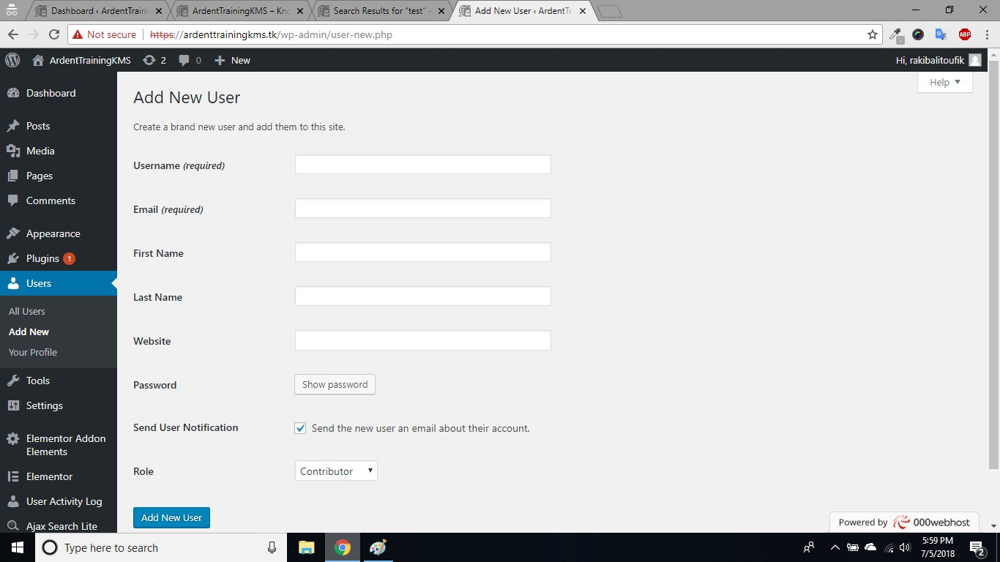 Dashboard ‹ ArdentTrain
ArdentTrainingKMS – Kno
Search Results for “test” -
Add New User ‹ ArdentTr
Not secure https://ardenttrainingkms.tk/wp-admin/user-new.php
ABP
ArdentTrainingKMS 2 0 New
Hi, rakibalitoufik
Help
Dashboard
Posts
Media
Pages
Comments
Appearance
Plugins 1
Users
All Users
Add New
Your Profile
Tools
Settings
Elementor Addon
Elements
Elementor
User Activity Log
Ajax Search Lite
Add New User
Create a brand new user and add them to this site.
Username (required)
Email (required)
First Name
Last Name
Website
Password Show password
Send User Notification Send the new user an email about their account.
Role Contributor
Add New User
Powered by 000webhost
Type here to search
5:59 PM
7/5/2018
2